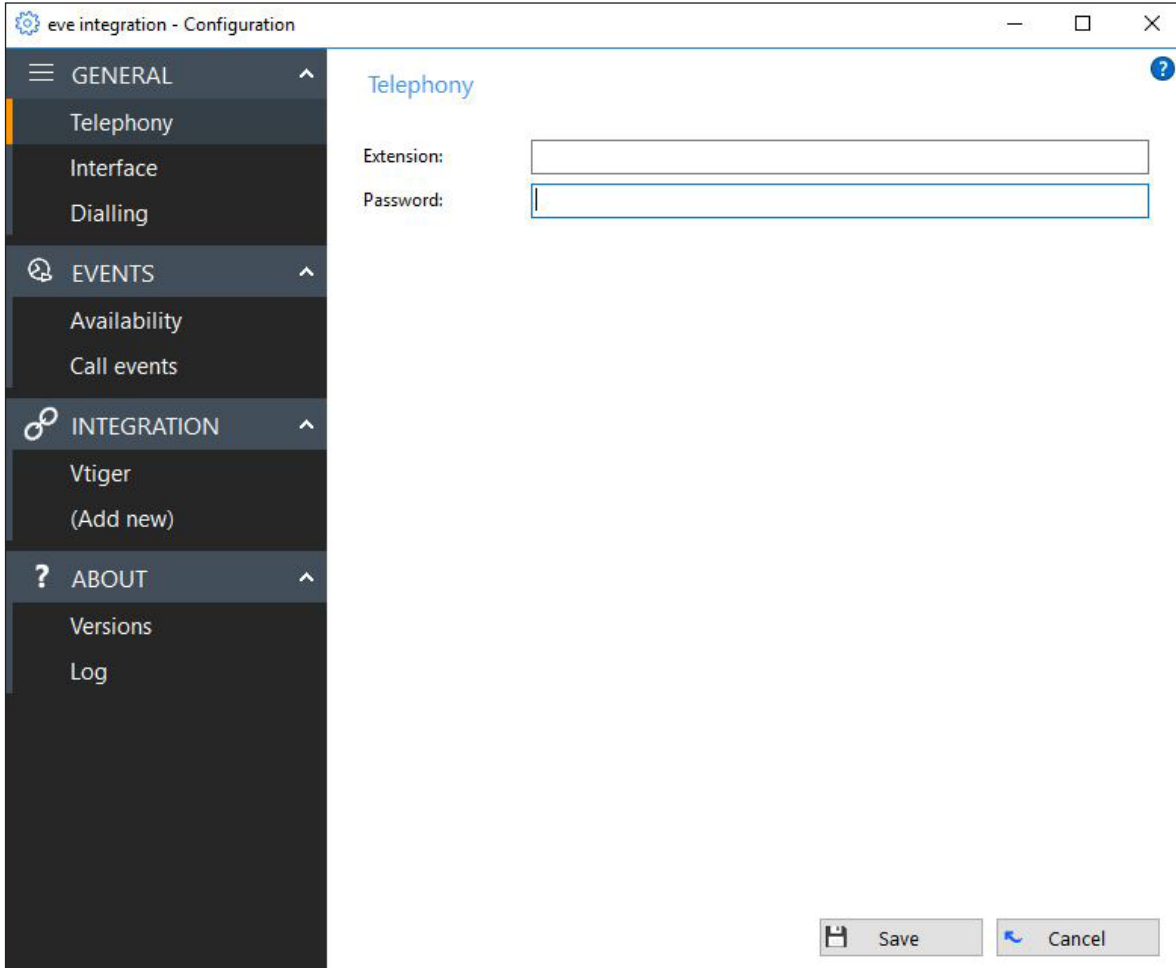 eve integration - Configuration
GENERAL
Telephony
Interface
Dialling
EVENTS
Availability
Call events
INTEGRATION
Vtiger
(Add new)
? ABOUT
Versions
Log
?
Telephony
Extension:
Password:
Save
Cancel